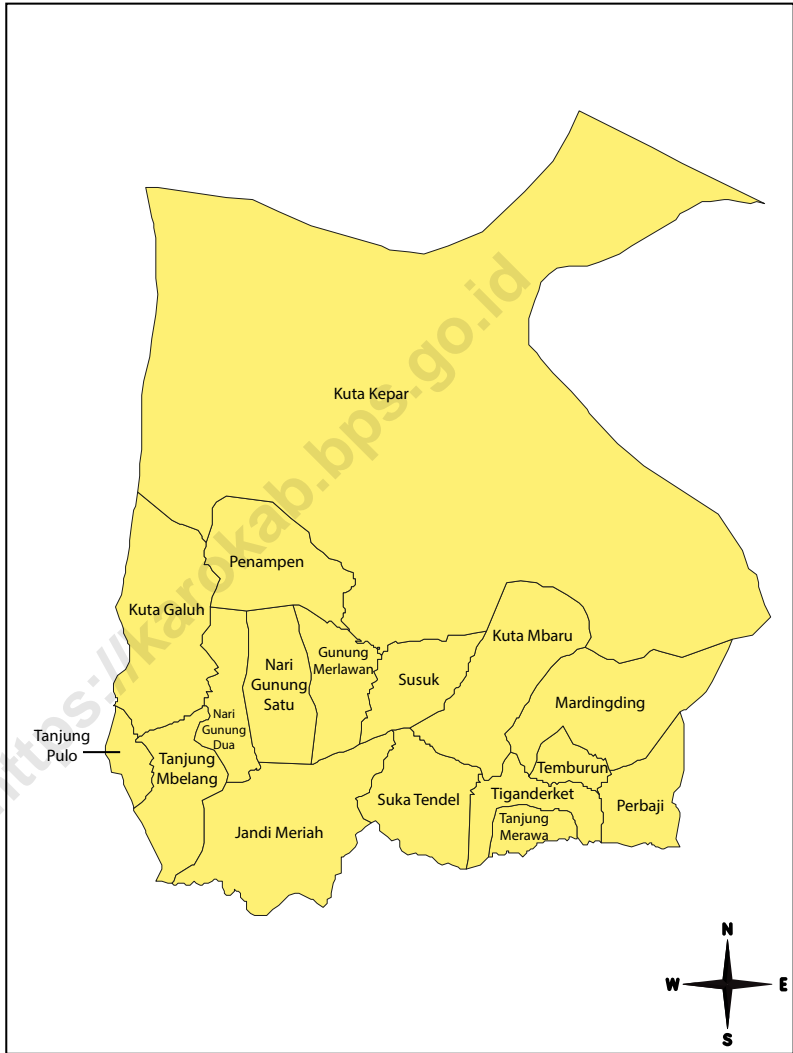 Kuta Kepar
Penampen
Kuta Galuh
Kuta Mbaru
Gunung
Merlawan
Nari
Gunung
Satu
Susuk
Mardingding
Nari
Gunung
Dua
Tanjung
Pulo
Tanjung
Mbelang
Temburun
Suka Tendel
Tiganderket
Perbaji
Tanjung
Merawa
Jandi Meriah
N
W
E
S
https://karokab.bps.go.id